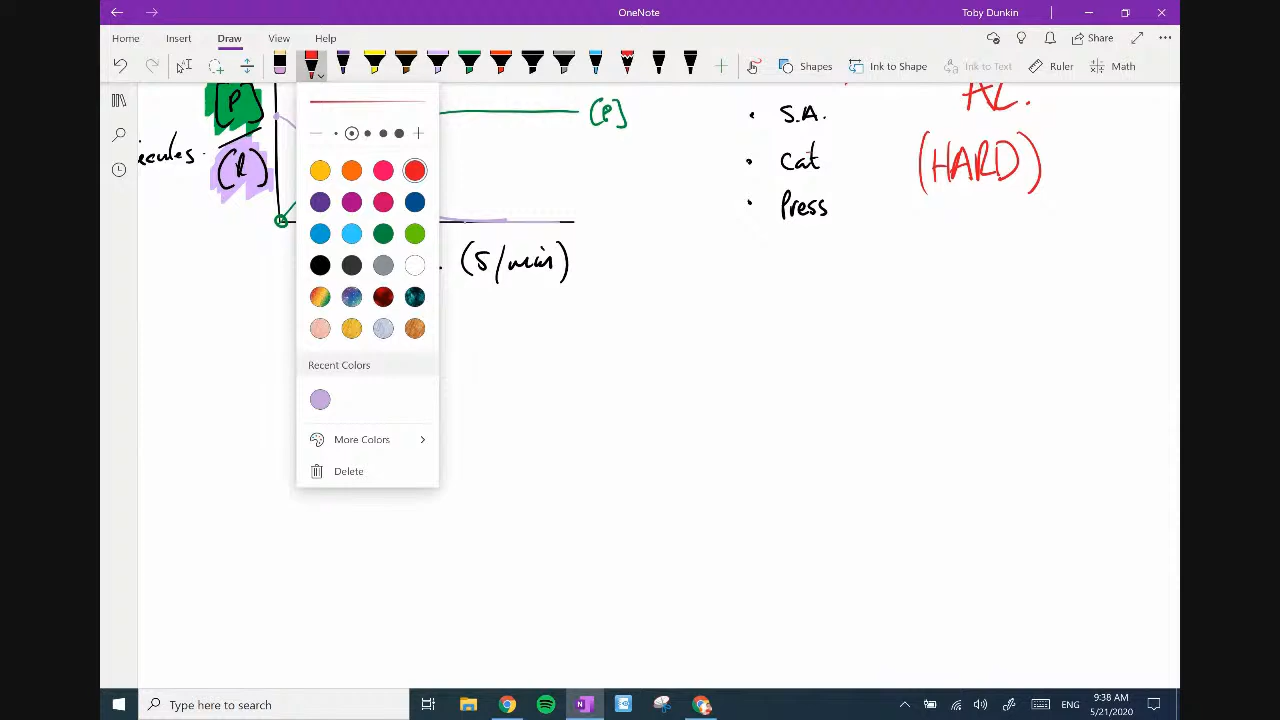 OneNote
Toby Dunkin
Home Insert Draw View Help
Share
Shapes Ink to Shape Ink to Text Ruler Math
[P]
[R]
[P]
(s/min)
• S.A.
• Cat
• Press
(HARD)
Recent Colors
More Colors
Delete
Type here to search
ENG
9:38 AM
5/21/2020